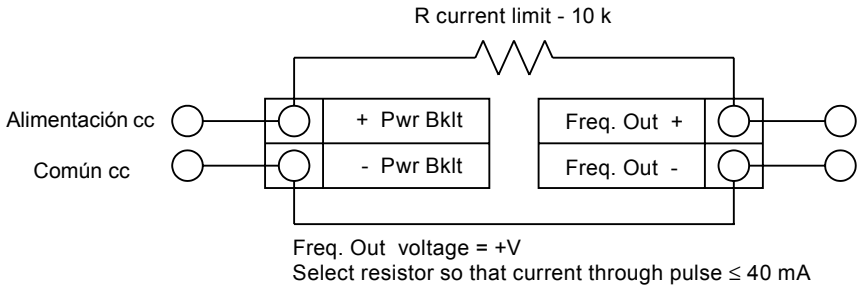 R current limit - 10 k
Alimentación cc
+ Pwr Bklt
Freq. Out +
Común cc
- Pwr Bklt
Freq. Out -
Freq. Out voltage = +V
Select resistor so that current through pulse ≤ 40 mA